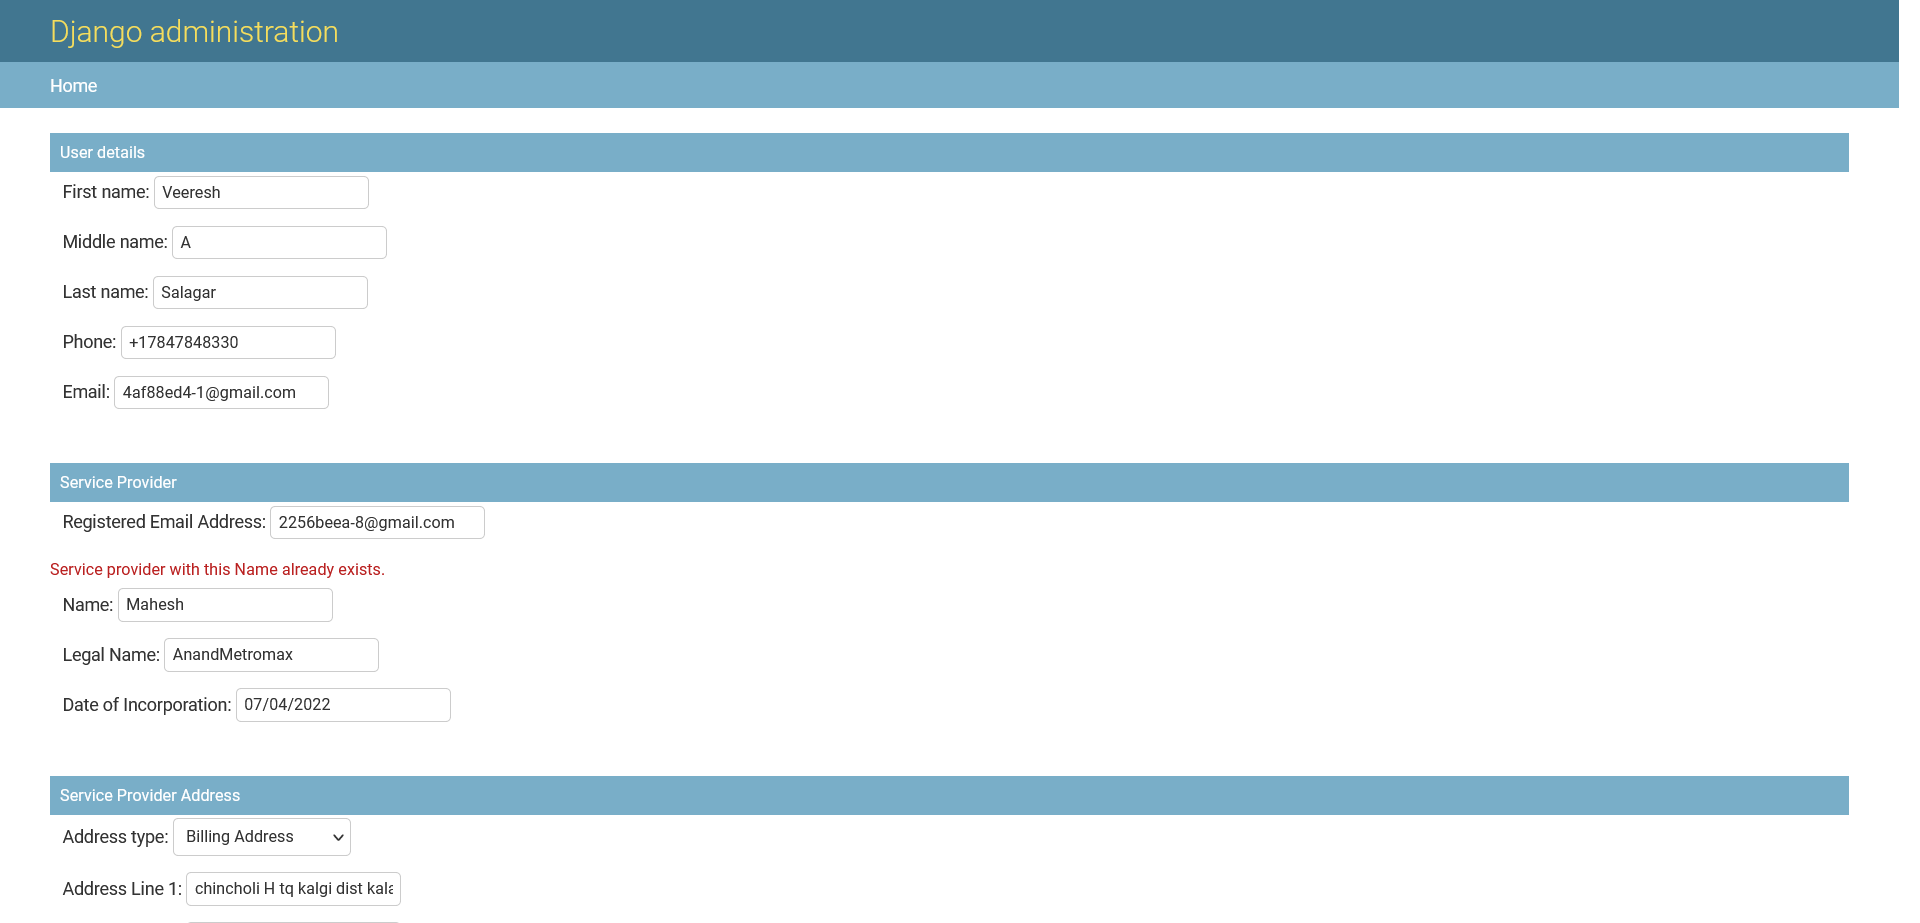 Django administration
Home
User details
First name: Veeresh
Middle name: A
Last name: Salagar
Phone: +17847848330
Email: 4af88ed4-1@gmail.com
Service Provider
Registered Email Address: 2256beea-8@gmail.com
Service provider with this Name already exists.
Name: Mahesh
Legal Name: AnandMetromax
Date of Incorporation: 07/04/2022
Service Provider Address
Address type: Billing Address
Address Line 1: chincholi H tq kalgi dist